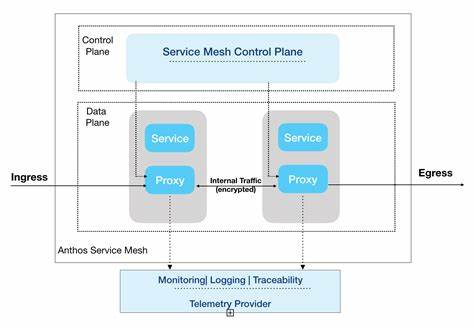 Control
Plane
Service Mesh Control Plane
Data
Plane
Service
Service
Ingress
Proxy
Internal Traffic
(encrypted)
Proxy
Egress
Anthos Service Mesh
Monitoring| Logging | Traceability
Telemetry Provider